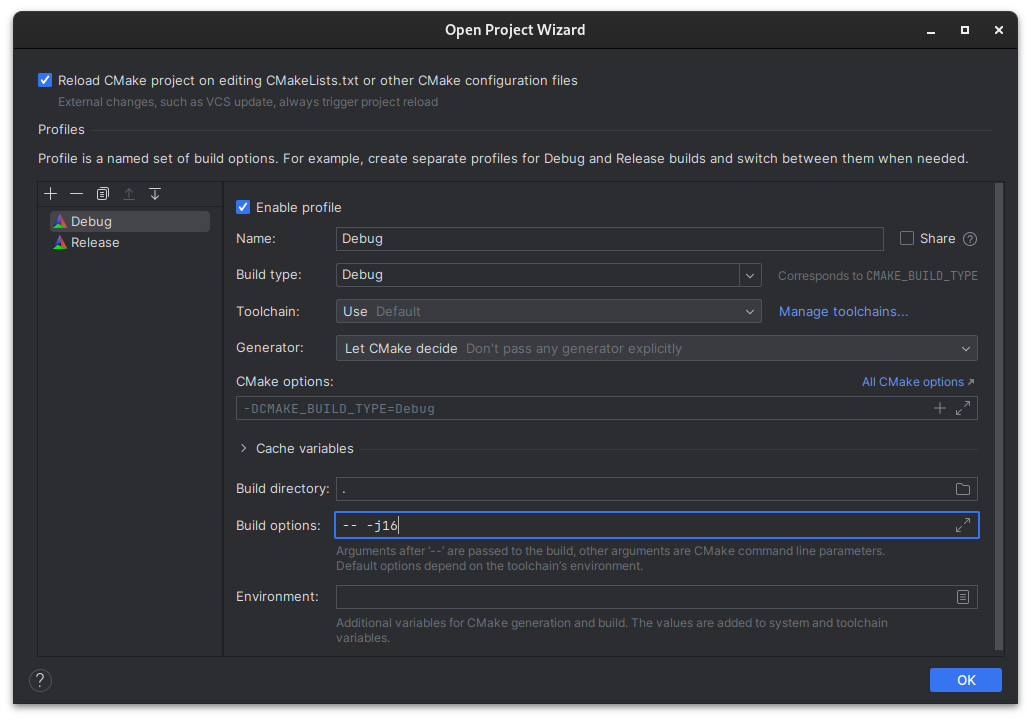 Open Project Wizard
Reload CMake project on editing CMakeLists.txt or other CMake configuration files
External changes, such as VCS update, always trigger project reload
Profiles
Profile is a named set of build options. For example, create separate profiles for Debug and Release builds and switch between them when needed.
Debug
Release
Enable profile
Name: Debug Share ?
Build type: Debug Corresponds to CMAKE_BUILD_TYPE
Toolchain: Use Default Manage toolchains...
Generator: Let CMake decide Don't pass any generator explicitly
CMake options: All CMake options ↗
-DCMAKE_BUILD_TYPE=Debug
Cache variables
Build directory: .
Build options: -- -j16
Arguments after '--' are passed to the build, other arguments are CMake command line parameters.
Default options depend on the toolchain's environment.
Environment:
Additional variables for CMake generation and build. The values are added to system and toolchain
variables.
? OK